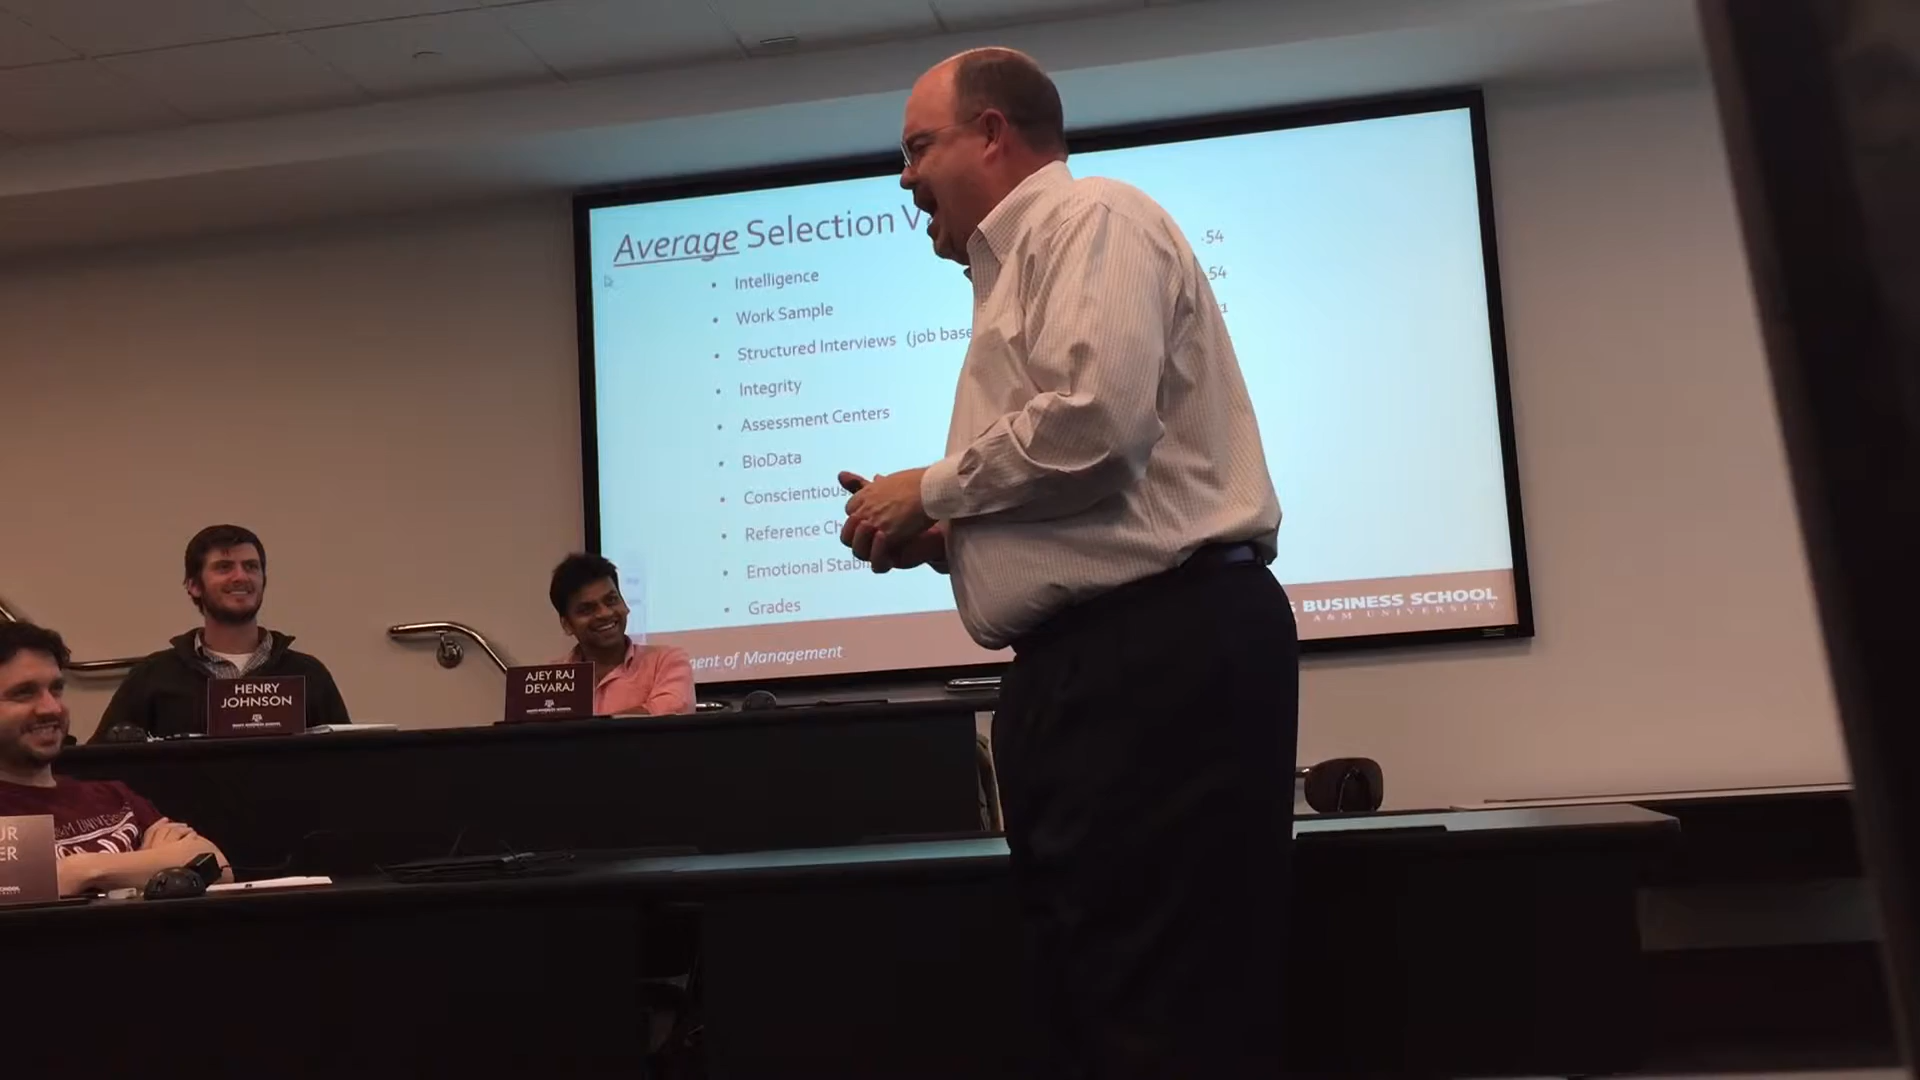 Average Selection
.54
Intelligence
.54
Work Sample
Structured Interviews (job base
Integrity
Assessment Centers
BioData
Conscientious
Reference Ch
Emotional Stabi
Grades
S BUSINESS SCHOOL
A&M UNIVERSITY
ment of Management
HENRY
JOHNSON
AJEY RAJ
DEVARAJ
UR
ER